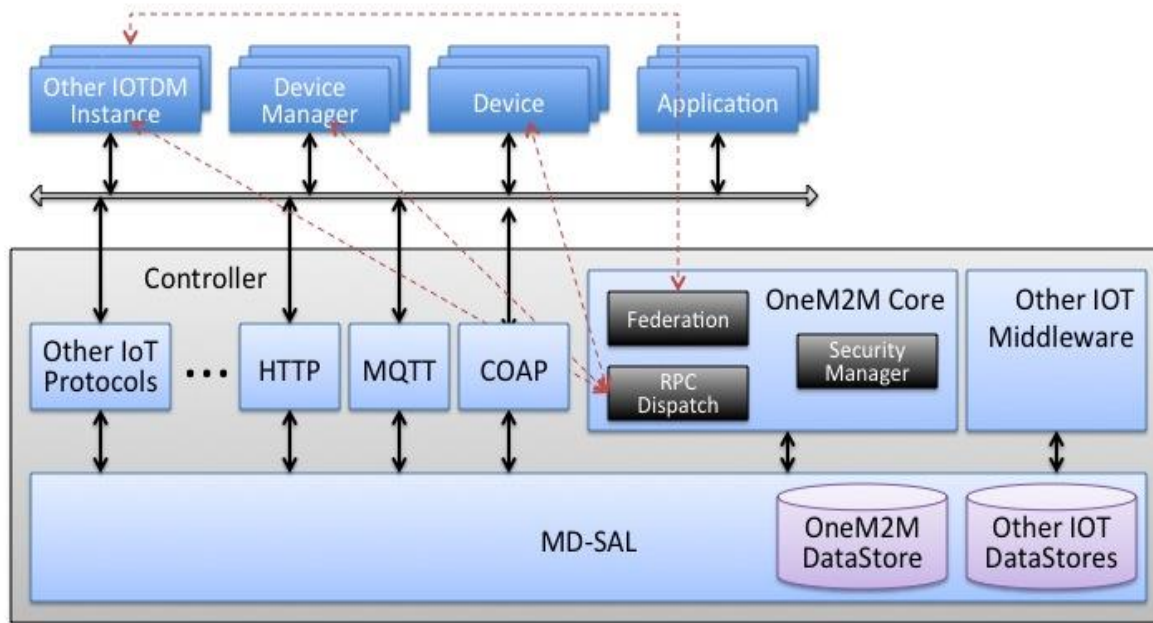 Other IOTDM
Instance
Device
Manager
Device
Application
Controller
Other IoT
Protocols
...
HTTP
MQTT
COAP
Federation
RPC
Dispatch
OneM2M Core
Security
Manager
Other IOT
Middleware
MD-SAL
OneM2M
DataStore
Other IOT
DataStores